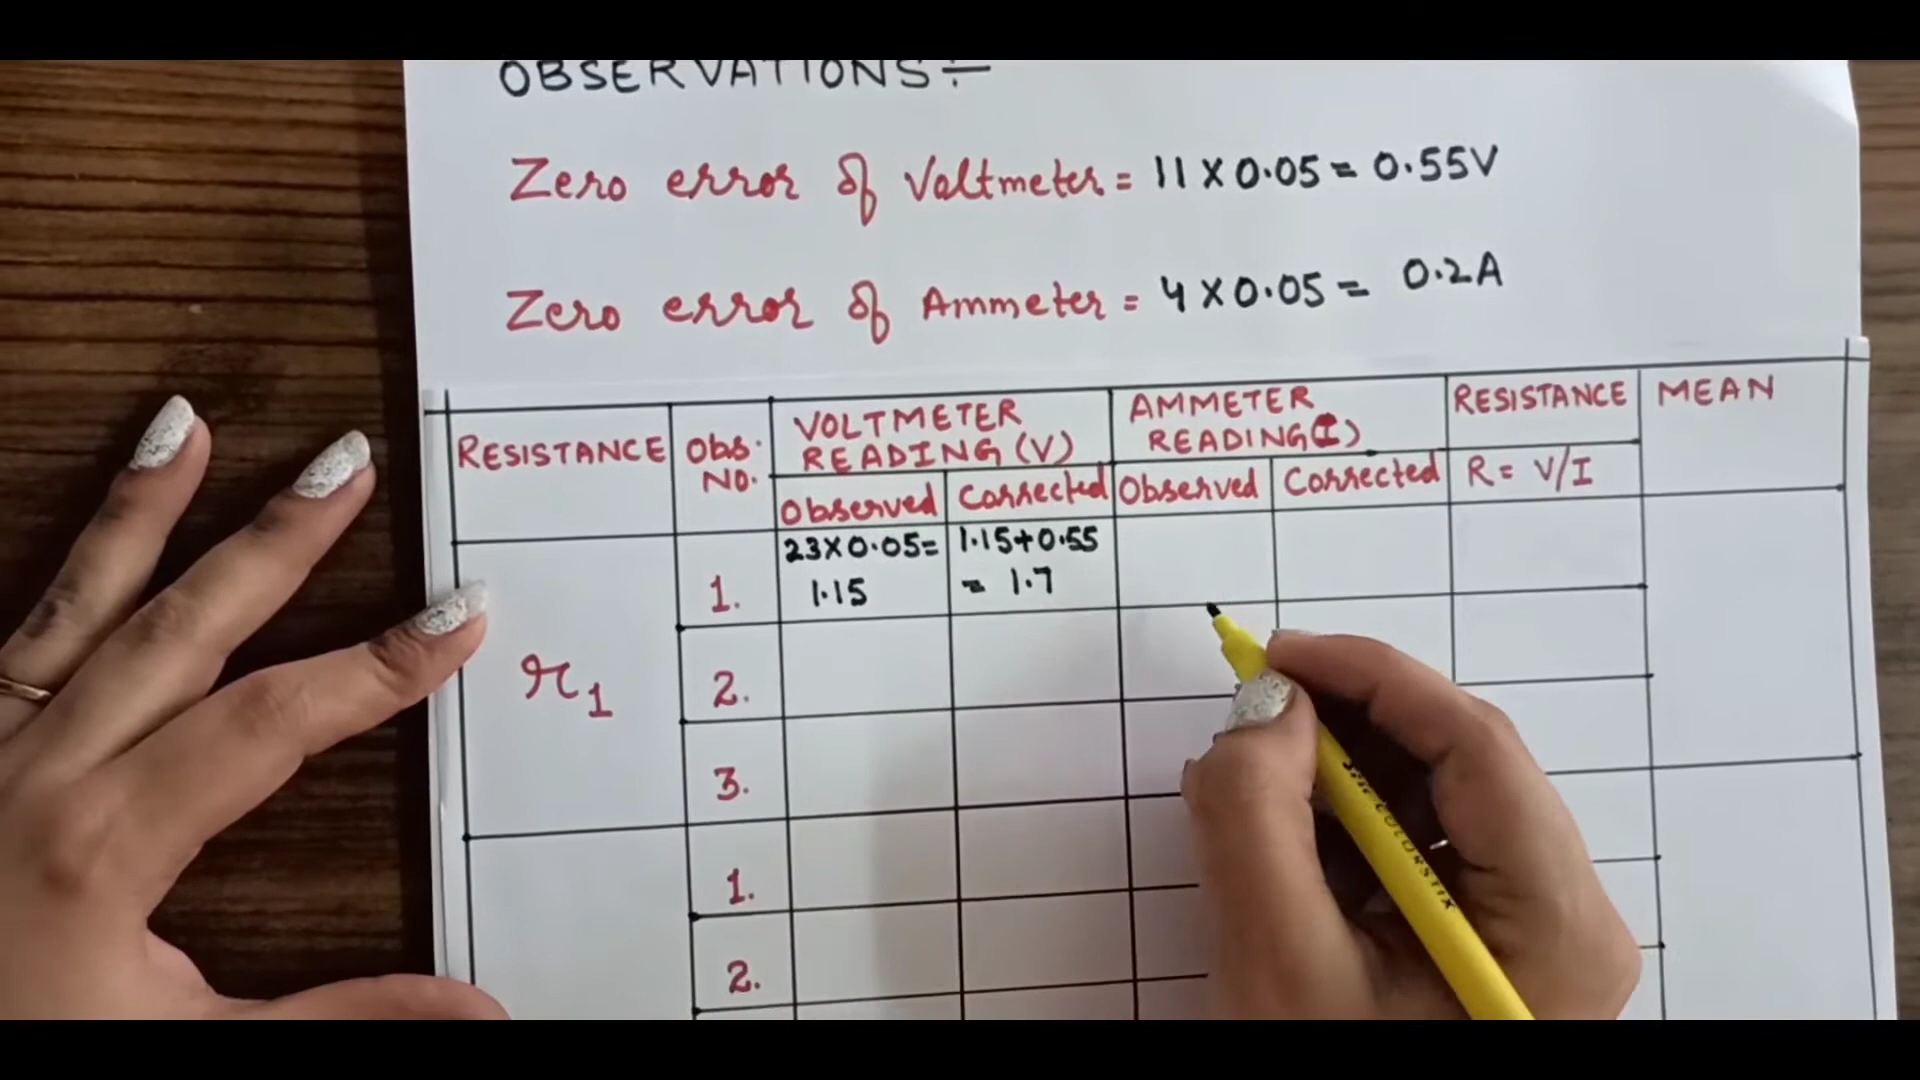 OBSERVATIONS:-
Zero error of Voltmeter = 11 X 0.05 = 0.55V
Zero error of Ammeter = 4 X 0.05 = 0.2A
RESISTANCE
Obs.
NO.
VOLTMETER
READING (V)
AMMETER
READING (I)
RESISTANCE
MEAN
Observed
Corrected
Observed
Corrected
R = V/I
r1
1.
23X0.05=
1.15
1.15+0.55
= 1.7
2.
3.
1.
2.